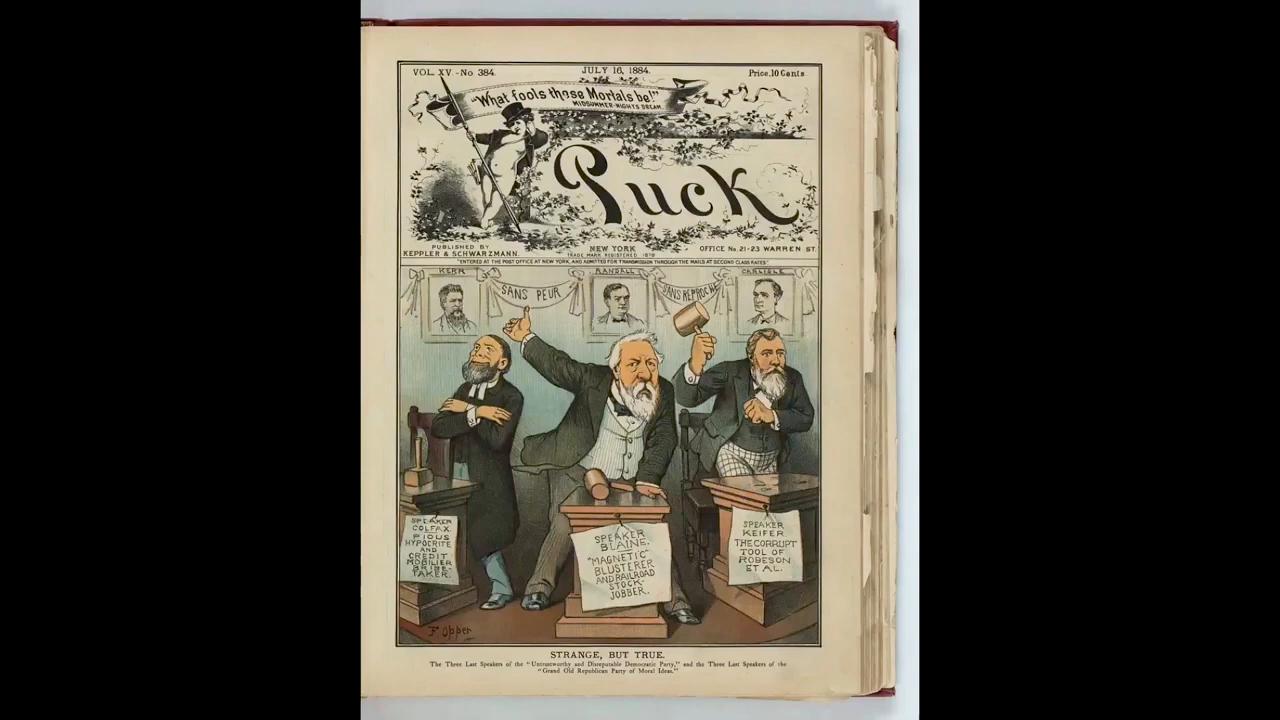 VOL. XV.-No 384.
JULY 16, 1884.
Price, 10 Cents.
"What fools these Mortals be!"
MIDSUMMER-NIGHTS DREAM.
Puck
PUBLISHED BY
KEPPLER & SCHWARZMANN.
NEW YORK
TRADE MARK REGISTERED 1878
OFFICE No. 21-23 WARREN ST.
"ENTERED AT THE POST OFFICE AT NEW YORK, AND ADMITTED FOR TRANSMISSION THROUGH THE MAILS AT SECOND CLASS RATES."
KERR
SANS PEUR
RANDALL
SANS REPROCHE
CARLISLE
SPEAKER
COLFAX
PIOUS
HYPOCRITE
AND
CREDIT
MOBILIER
BRIBE-
TAKER.
SPEAKER
BLAINE.
"MAGNETIC"
BLUSTERER
AND RAILROAD
STOCK-
JOBBER.
SPEAKER
KEIFER
THE CORRUPT
TOOL OF
ROBESON
ET AL.
F. Opper
STRANGE, BUT TRUE.
The Three Last Speakers of the "Untrustworthy and Disreputable Democratic Party," and the Three Last Speakers of the
"Grand Old Republican Party of Moral Ideas."